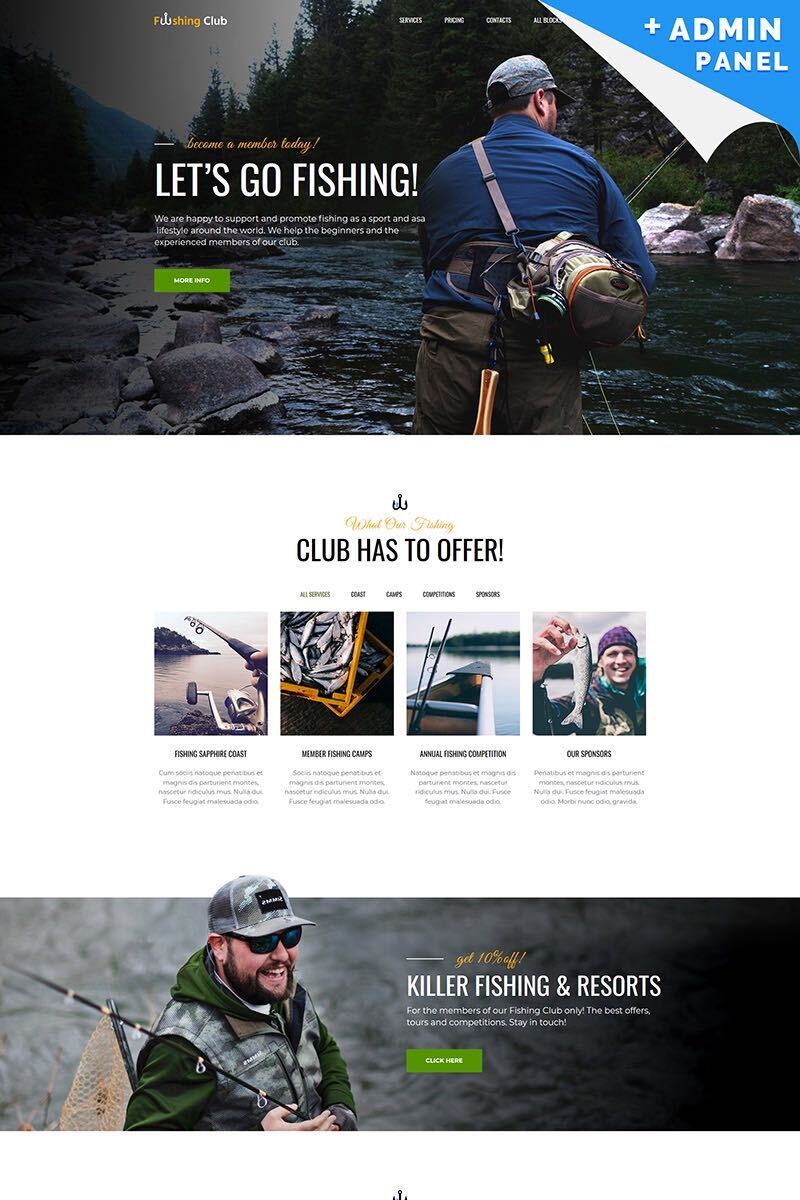 Fishing Club
SERVICES PRICING CONTACTS ALL BLOCKS
+ ADMIN
PANEL
become a member today!
LET'S GO FISHING!
We are happy to support and promote fishing as a sport and asa
lifestyle around the world. We help the beginners and the
experienced members of our club.
MORE INFO
What Our Fishing
CLUB HAS TO OFFER!
ALL SERVICES COAST CAMPS COMPETITIONS SPONSORS
FISHING SAPPHIRE COAST
Cum sociis natoque penatibus et
magnis dis parturient montes,
nascetur ridiculus mus. Nulla dui.
Fusce feugiat malesuada odio.
MEMBER FISHING CAMPS
Sociis natoque penatibus et
magnis dis parturient montes,
nascetur ridiculus mus. Nulla dui.
Fusce feugiat malesuada odio.
ANNUAL FISHING COMPETITION
Natoque penatibus et magnis dis
parturient montes, nascetur
ridiculus mus. Nulla dui. Fusce
feugiat malesuada odio.
OUR SPONSORS
Penatibus et magnis dis parturient
montes, nascetur ridiculus mus.
Nulla dui. Fusce feugiat malesuada
odio. Morbi nunc odio, gravida.
get 10% off!
KILLER FISHING & RESORTS
For the members of our Fishing Club only! The best offers,
tours and competitions. Stay in touch!
CLICK HERE